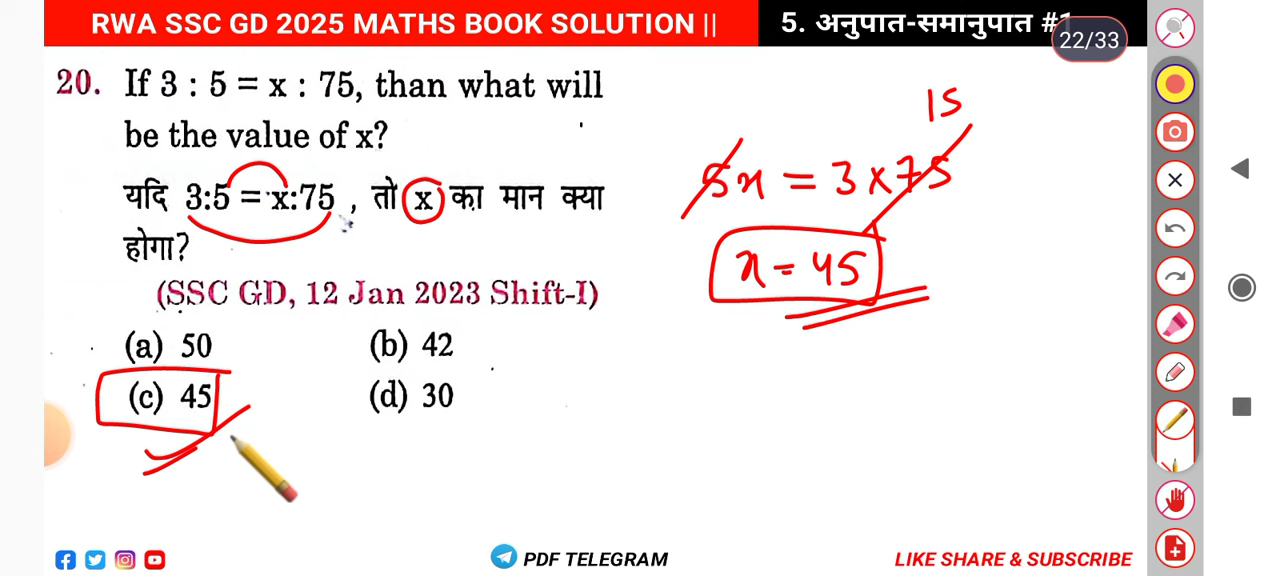 RWA SSC GD 2025 MATHS BOOK SOLUTION || 5. अनुपात-समानुपात #1
22/33
20. If 3 : 5 = x : 75, than what will
be the value of x?
यदि 3:5 = x:75, तो x का मान क्या
होगा?
(SSC GD, 12 Jan 2023 Shift-I)
(a) 50 (b) 42
(c) 45 (d) 30
15
5x = 3 × 75
x = 45
PDF TELEGRAM LIKE SHARE & SUBSCRIBE